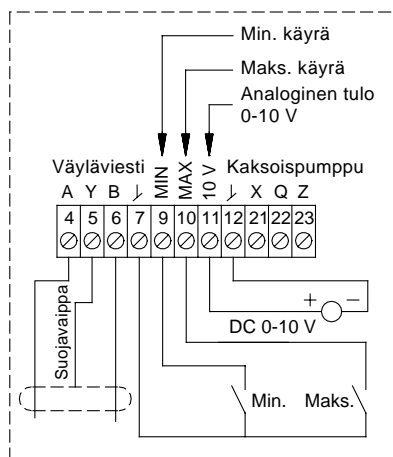 Min. käyrä
Maks. käyrä
Analoginen tulo
0-10 V
Väyläviesti MIN MAX 10 V Kaksoispumppu
A Y B X Q Z
4 5 6 7 9 10 11 12 21 22 23
Suojavaippa
+ −
DC 0-10 V
Min. Maks.